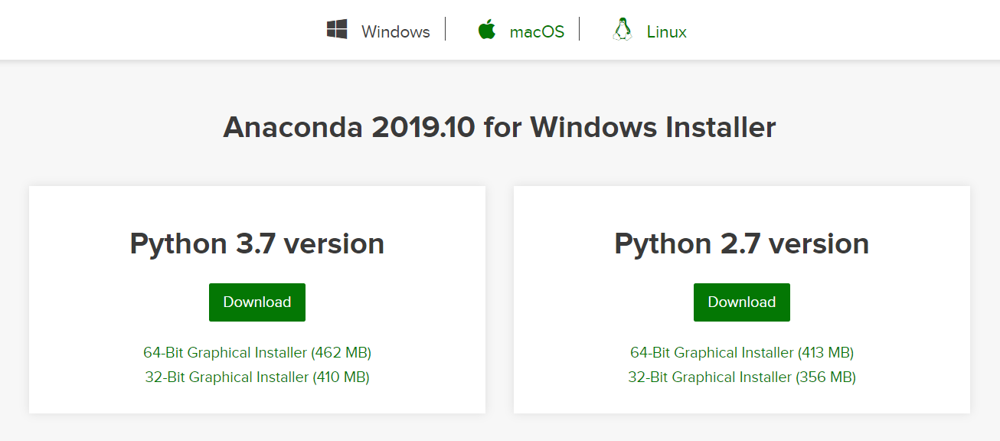 Windows macOS Linux
Anaconda 2019.10 for Windows Installer
Python 3.7 version
Download
64-Bit Graphical Installer (462 MB)
32-Bit Graphical Installer (410 MB)
Python 2.7 version
Download
64-Bit Graphical Installer (413 MB)
32-Bit Graphical Installer (356 MB)